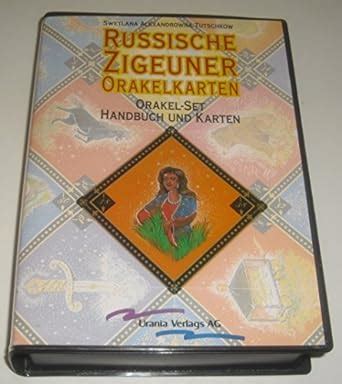 SWETLANA ALEXANDROWNA TUTSCHKOW
RUSSISCHE
ZIGEUNER
ORAKELKARTEN
ORAKEL-SET
HANDBUCH UND KARTEN
Urania Verlags AG